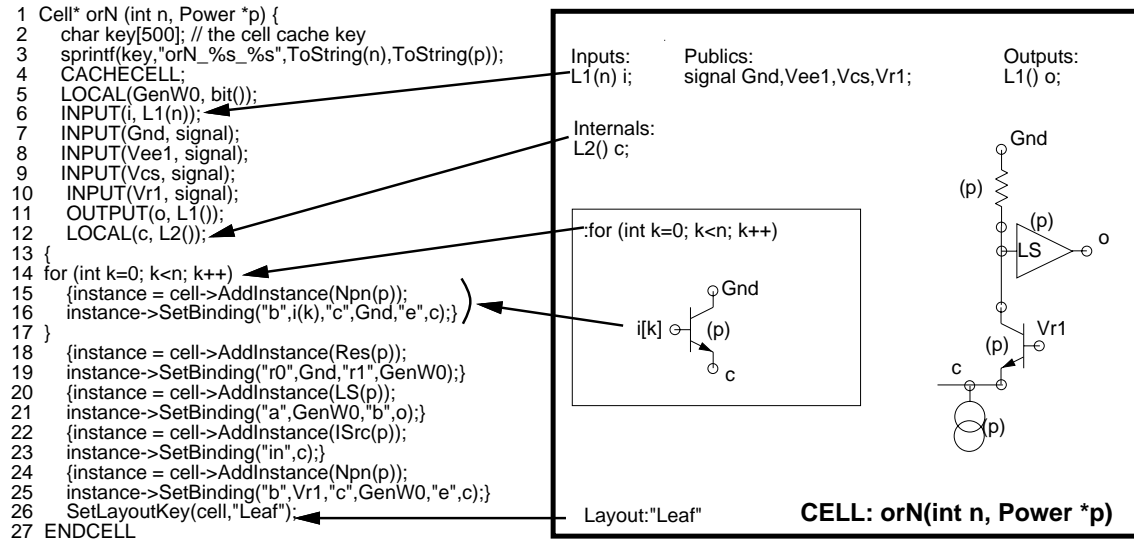 1 Cell* orN (int n, Power *p) {
2 char key[500]; // the cell cache key
3 sprintf(key,"orN_%s_%s",ToString(n),ToString(p));
4 CACHECELL;
5 LOCAL(GenW0, bit());
6 INPUT(i, L1(n));
7 INPUT(Gnd, signal);
8 INPUT(Vee1, signal);
9 INPUT(Vcs, signal);
10 INPUT(Vr1, signal);
11 OUTPUT(o, L1());
12 LOCAL(c, L2());
13 {
14 for (int k=0; k<n; k++)
15 {instance = cell->AddInstance(Npn(p));
16 instance->SetBinding("b",i(k),"c",Gnd,"e",c);}
17 }
18 {instance = cell->AddInstance(Res(p));
19 instance->SetBinding("r0",Gnd,"r1",GenW0);}
20 {instance = cell->AddInstance(LS(p));
21 instance->SetBinding("a",GenW0,"b",o);}
22 {instance = cell->AddInstance(ISrc(p));
23 instance->SetBinding("in",c);}
24 {instance = cell->AddInstance(Npn(p));
25 instance->SetBinding("b",Vr1,"c",GenW0,"e",c);}
26 SetLayoutKey(cell,"Leaf");
27 ENDCELL
Inputs: Publics: Outputs:
L1(n) i; signal Gnd,Vee1,Vcs,Vr1; L1() o;
Internals:
L2() c;
:for (int k=0; k<n; k++)
Gnd
i[k] (p)
c
Gnd
(p)
(p)
LS
o
Vr1
(p)
c
(p)
Layout:"Leaf"
CELL: orN(int n, Power *p)